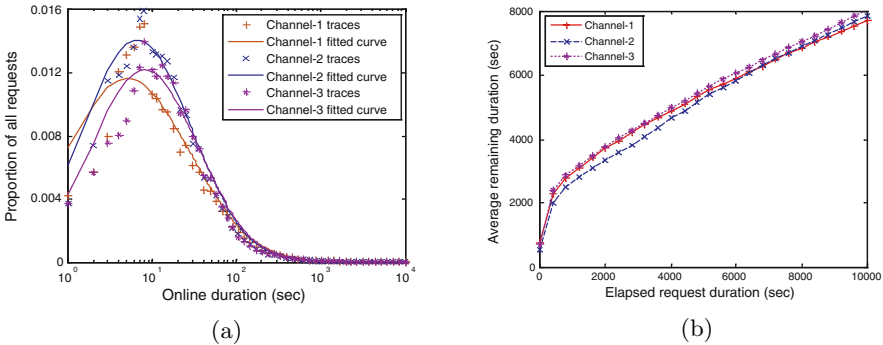 0.016
0.012
0.008
0.004
0
Proportion of all requests
Channel-1 traces
Channel-1 fitted curve
Channel-2 traces
Channel-2 fitted curve
Channel-3 traces
Channel-3 fitted curve
10^0 10^1 10^2 10^3 10^4
Online duration (sec)
(a)
8000
6000
4000
2000
0
Average remaining duration (sec)
Channel-1
Channel-2
Channel-3
0 2000 4000 6000 8000 10000
Elapsed request duration (sec)
(b)